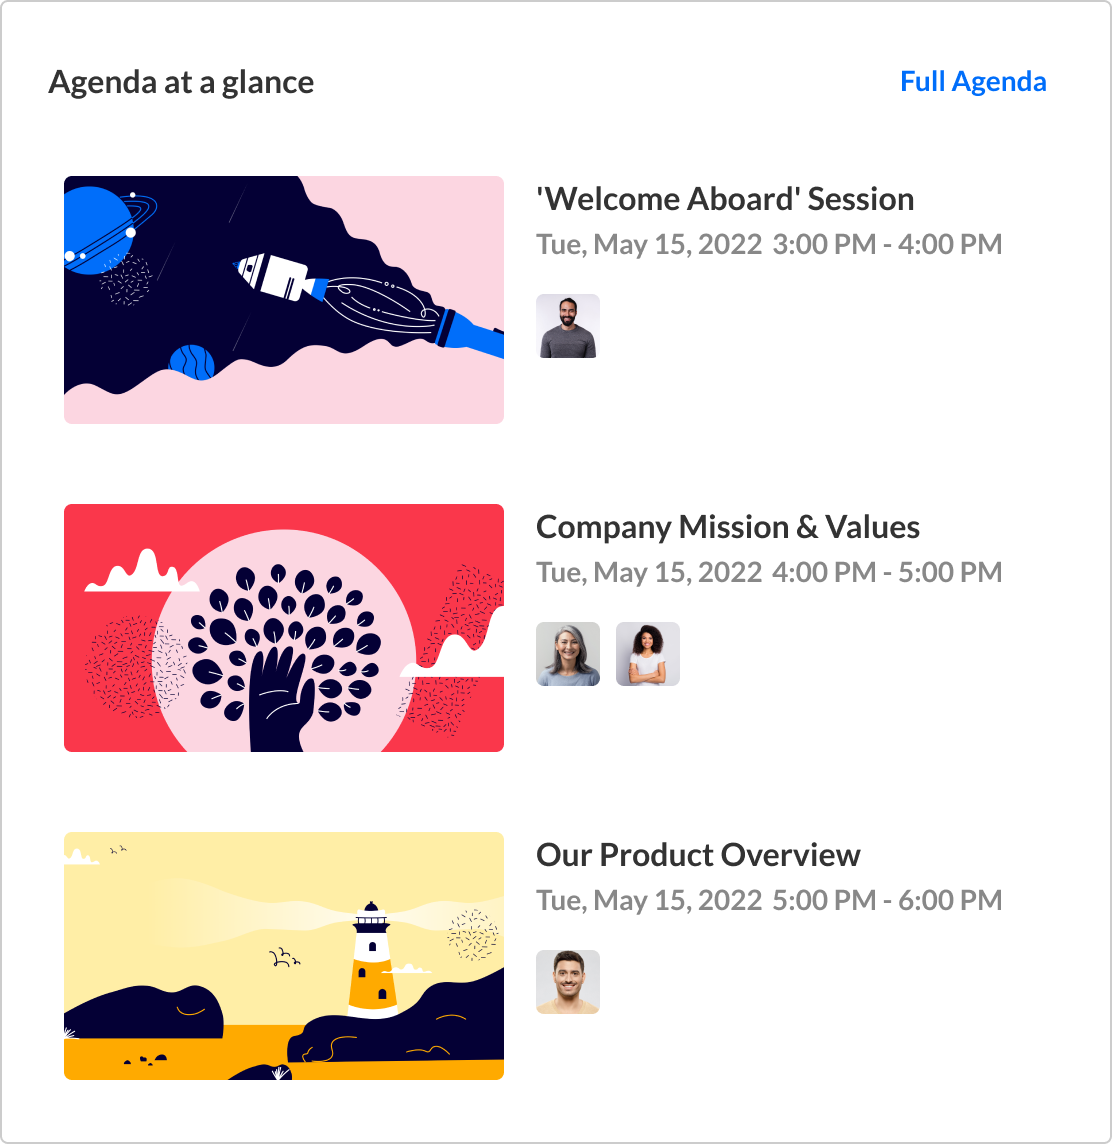 Agenda at a glance
Full Agenda
'Welcome Aboard' Session
Tue, May 15, 2022 3:00 PM - 4:00 PM
Company Mission & Values
Tue, May 15, 2022 4:00 PM - 5:00 PM
Our Product Overview
Tue, May 15, 2022 5:00 PM - 6:00 PM